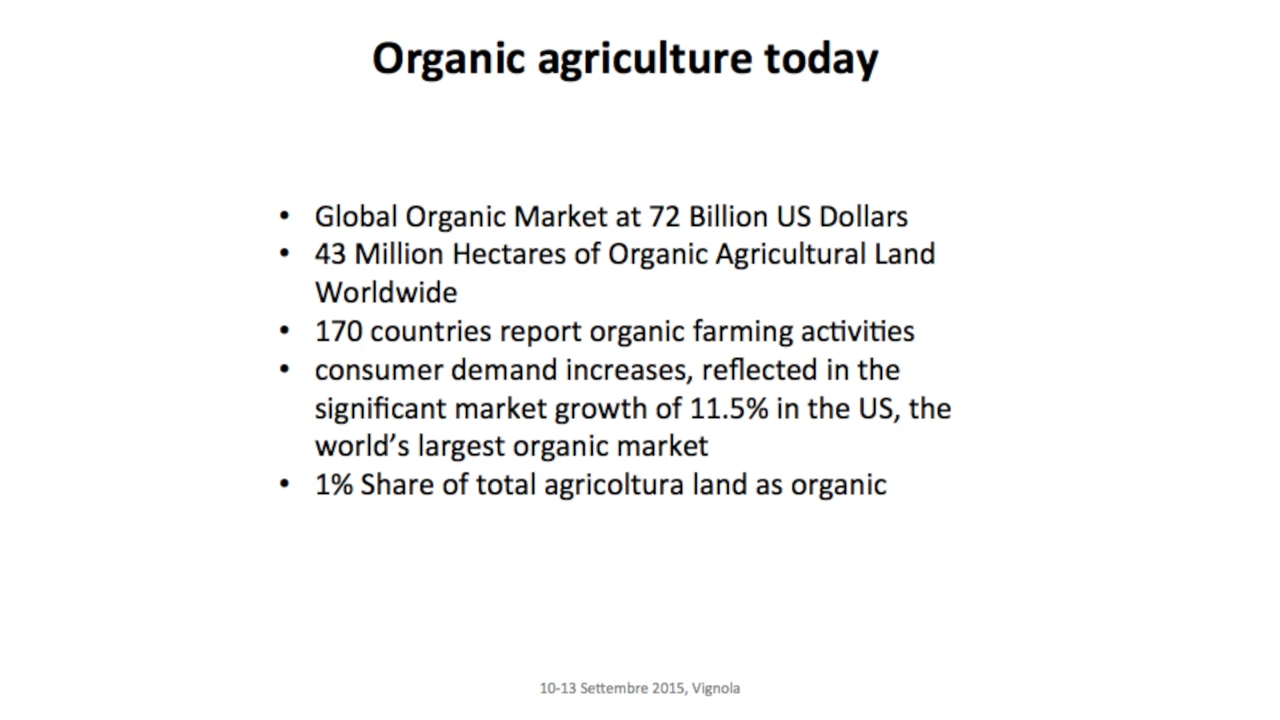 Organic agriculture today
• Global Organic Market at 72 Billion US Dollars
• 43 Million Hectares of Organic Agricultural Land
Worldwide
• 170 countries report organic farming activities
• consumer demand increases, reflected in the
significant market growth of 11.5% in the US, the
world’s largest organic market
• 1% Share of total agricoltura land as organic
10-13 Settembre 2015, Vignola